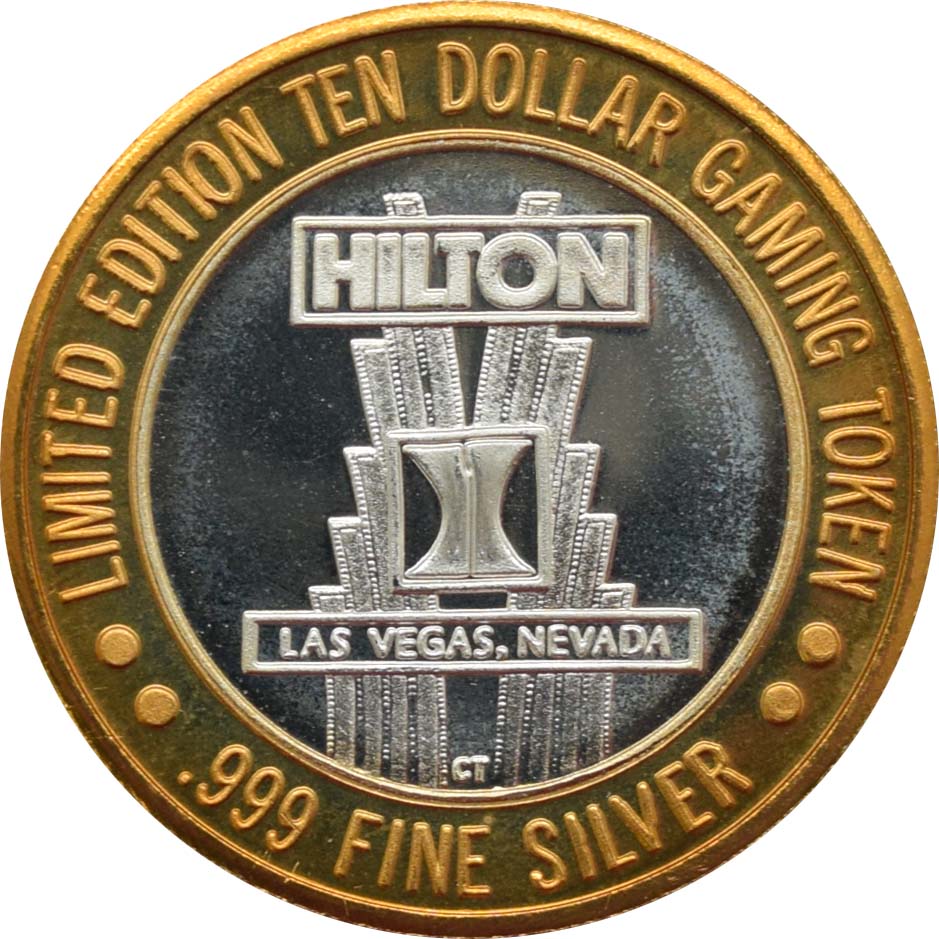 LIMITED EDITION TEN DOLLAR GAMING TOKEN
HILTON
LAS VEGAS, NEVADA
CT
.999 FINE SILVER